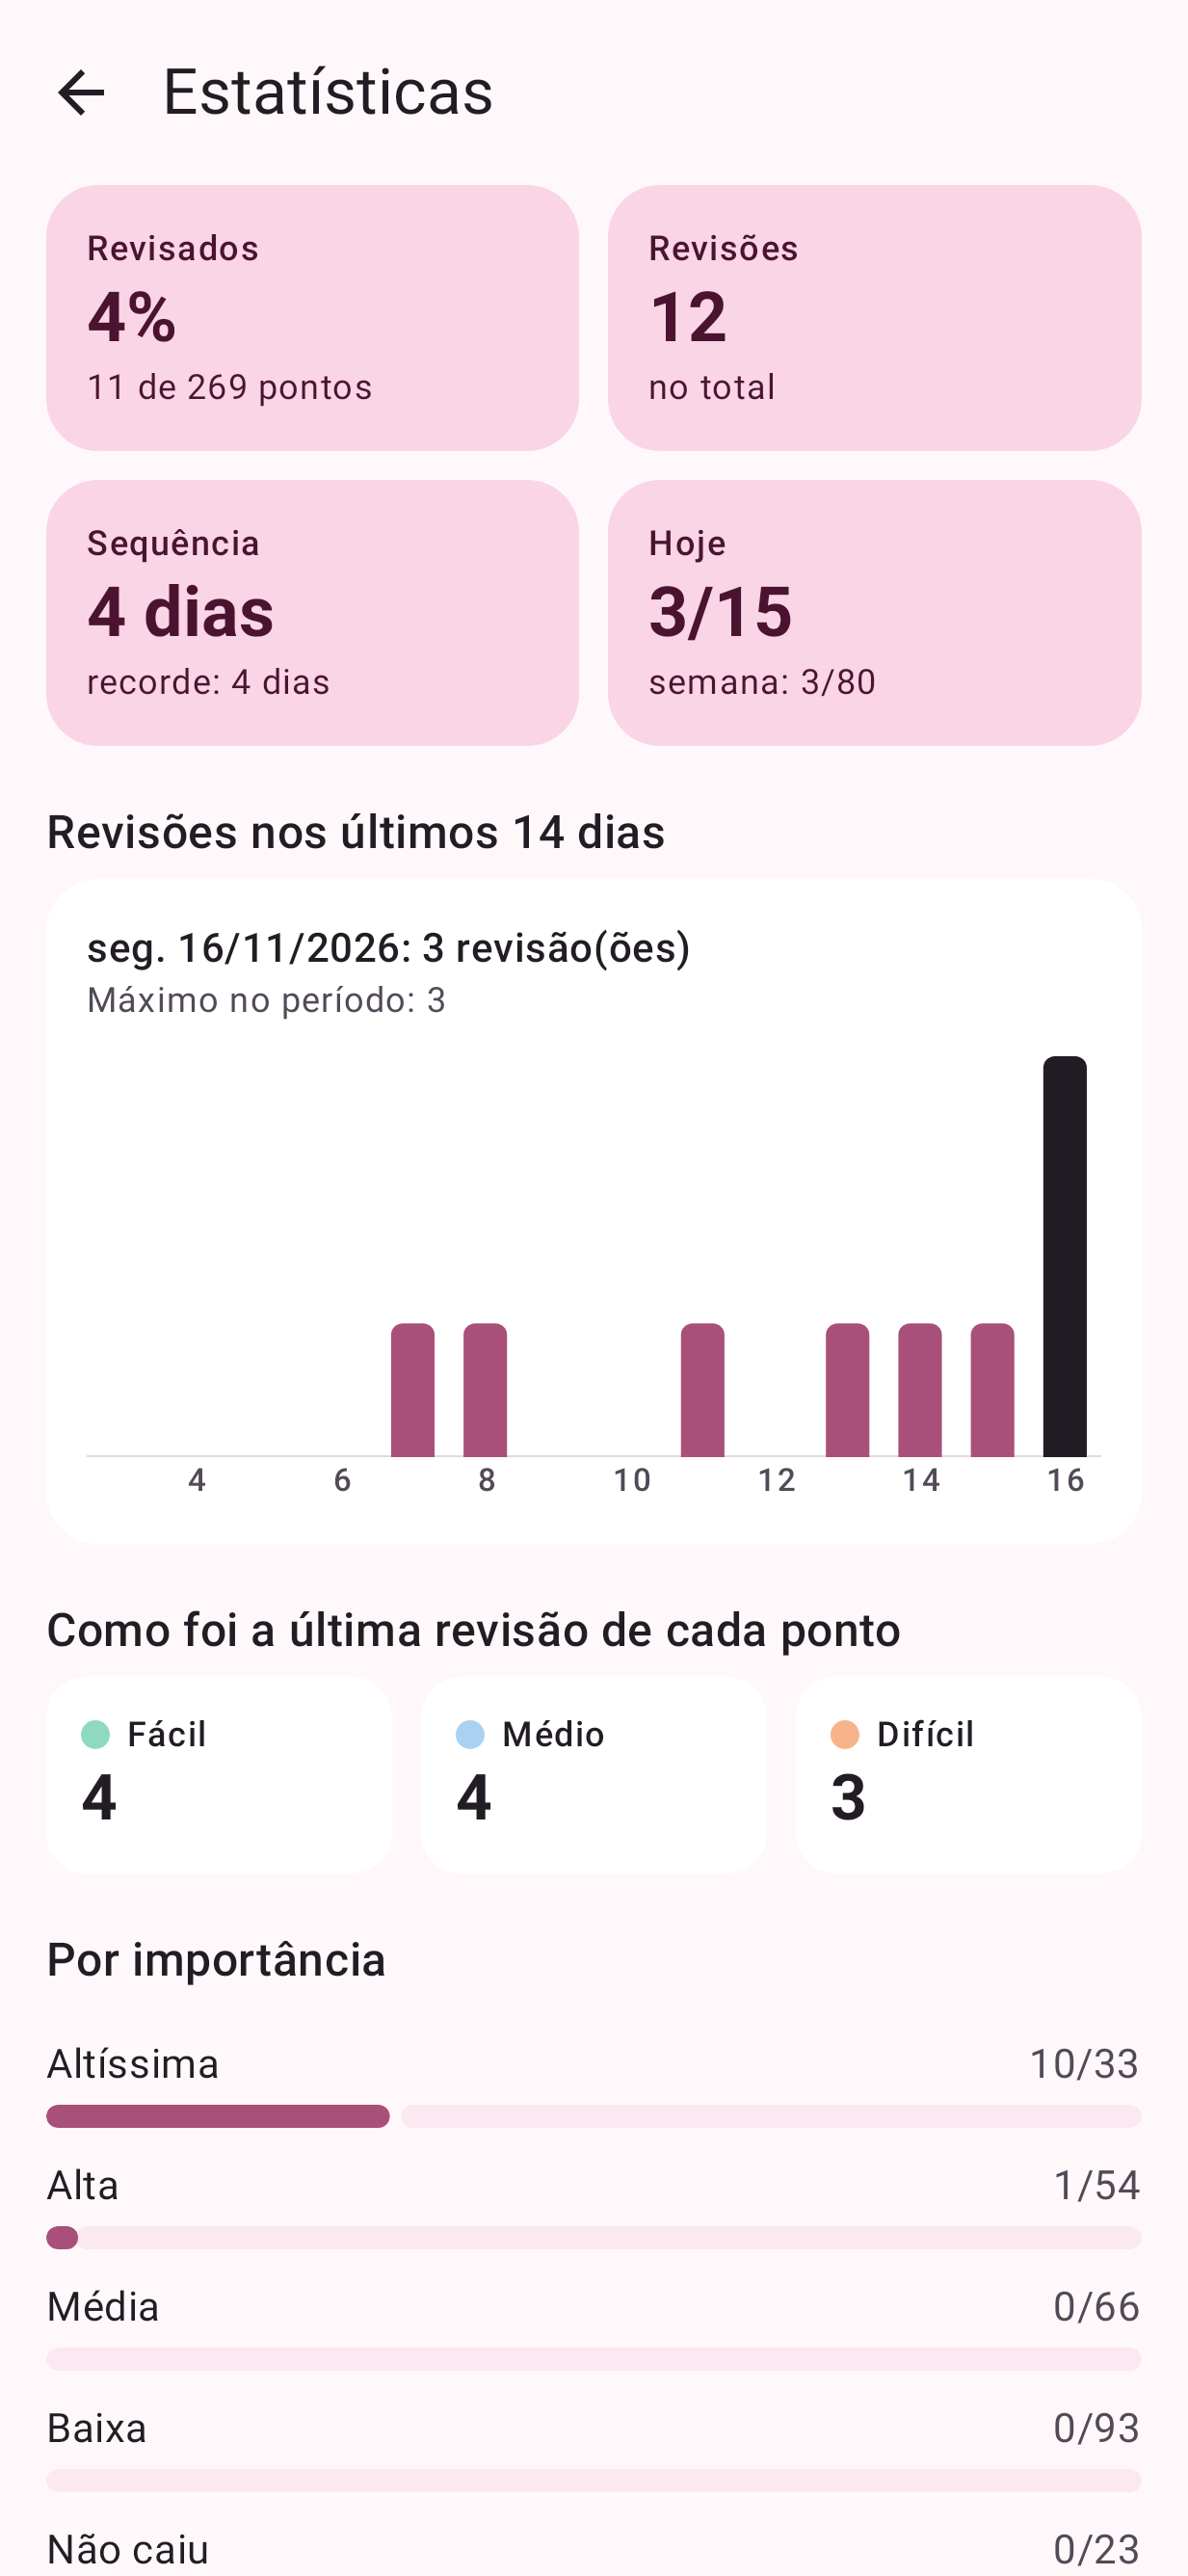 Estatísticas
Revisados
4%
11 de 269 pontos
Revisões
12
no total
Sequência
4 dias
recorde: 4 dias
Hoje
3/15
semana: 3/80
Revisões nos últimos 14 dias
seg. 16/11/2026: 3 revisão(ões)
Máximo no período: 3
4 6 8 10 12 14 16
Como foi a última revisão de cada ponto
Fácil
4
Médio
4
Difícil
3
Por importância
Altíssima 10/33
Alta 1/54
Média 0/66
Baixa 0/93
Não caiu 0/23